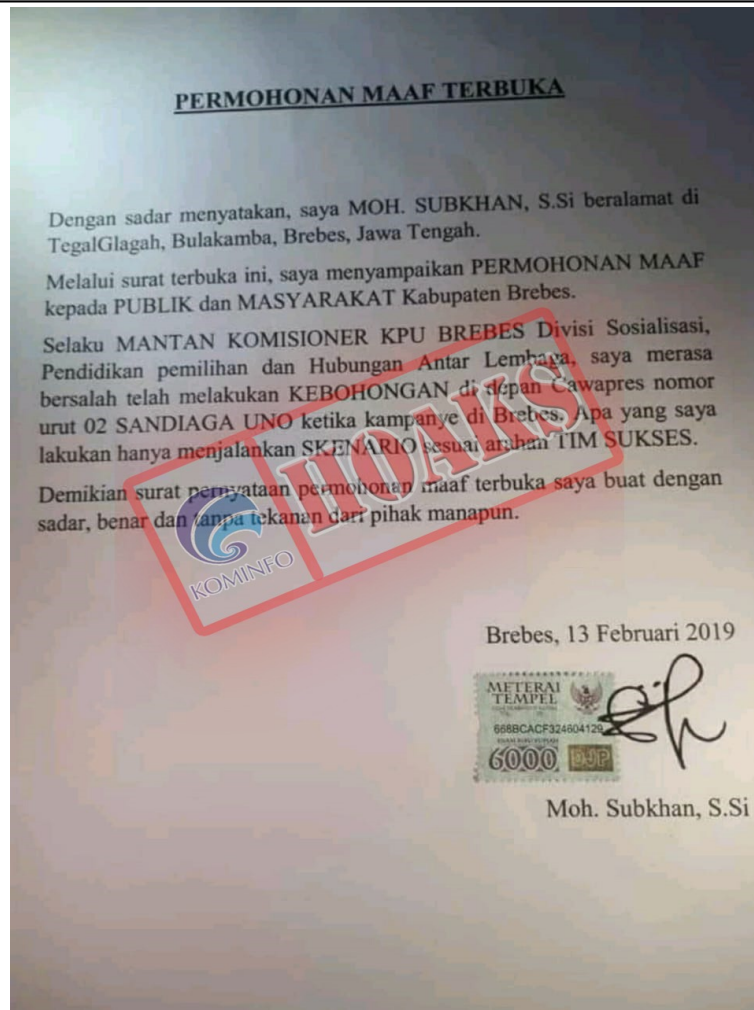 PERMOHONAN MAAF TERBUKA
Dengan sadar menyatakan, saya MOH. SUBKHAN, S.Si beralamat di
TegalGlagah, Bulakamba, Brebes, Jawa Tengah.
Melalui surat terbuka ini, saya menyampaikan PERMOHONAN MAAF
kepada PUBLIK dan MASYARAKAT Kabupaten Brebes.
Selaku MANTAN KOMISIONER KPU BREBES Divisi Sosialisasi,
Pendidikan pemilihan dan Hubungan Antar Lembaga, saya merasa
bersalah telah melakukan KEBOHONGAN di depan Cawapres nomor
urut 02 SANDIAGA UNO ketika kampanye di Brebes. Apa yang saya
lakukan hanya menjalankan SKENARIO sesuai arahan TIM SUKSES.
Demikian surat pernyataan permohonan maaf terbuka saya buat dengan
sadar, benar dan tanpa tekanan dari pihak manapun.
HOAKS
KOMINFO
Brebes, 13 Februari 2019
METERAI
TEMPEL
668BCACF324604129
ENAM RIBU RUPIAH
6000 DJP
Moh. Subkhan, S.Si